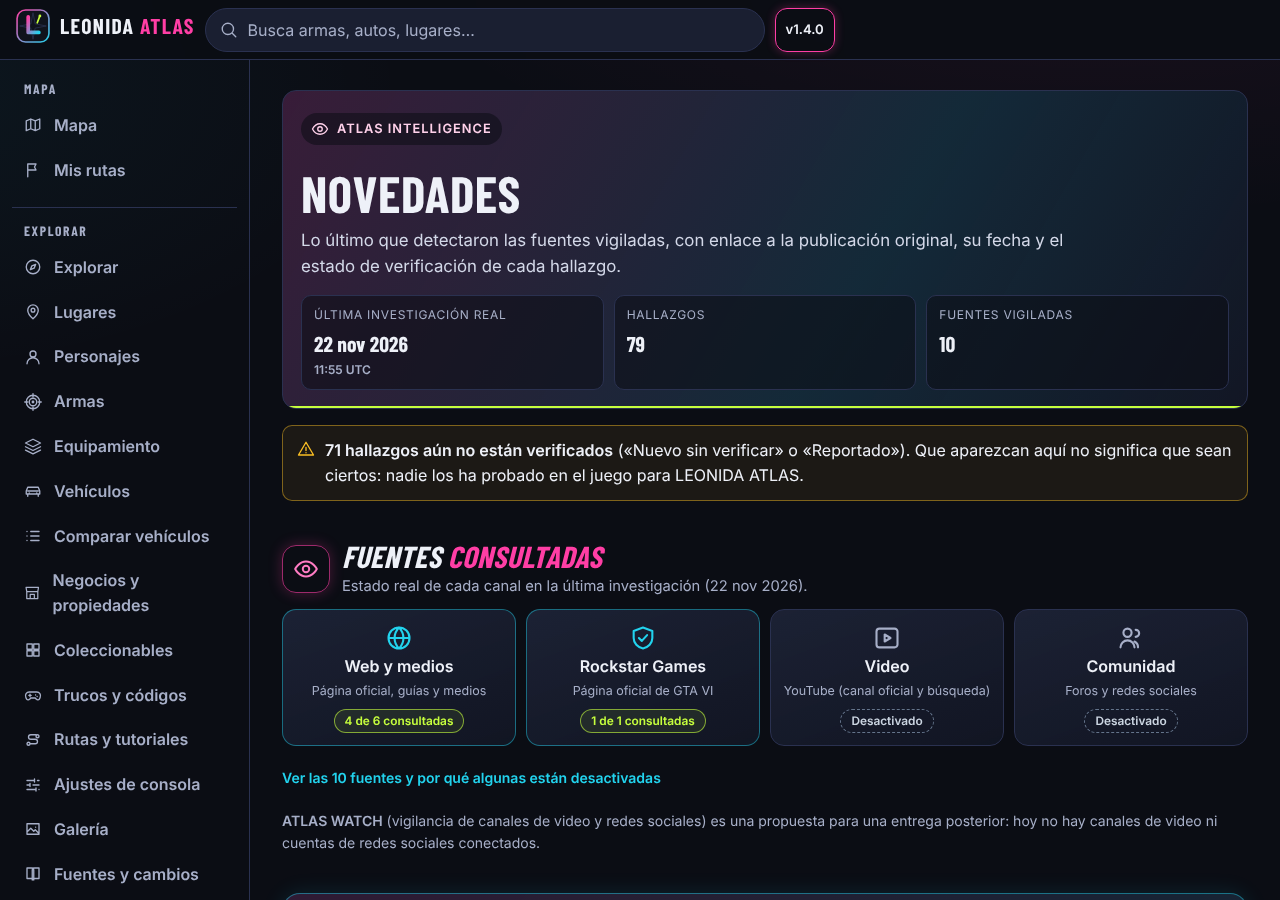 LEONIDA ATLAS
Busca armas, autos, lugares...
v1.4.0
MAPA
Mapa
Mis rutas
EXPLORAR
Explorar
Lugares
Personajes
Armas
Equipamiento
Vehículos
Comparar vehículos
Negocios y
propiedades
Coleccionables
Trucos y códigos
Rutas y tutoriales
Ajustes de consola
Galería
Fuentes y cambios
ATLAS INTELLIGENCE
NOVEDADES
Lo último que detectaron las fuentes vigiladas, con enlace a la publicación original, su fecha y el
estado de verificación de cada hallazgo.
ÚLTIMA INVESTIGACIÓN REAL
22 nov 2026
11:55 UTC
HALLAZGOS
79
FUENTES VIGILADAS
10
71 hallazgos aún no están verificados («Nuevo sin verificar» o «Reportado»). Que aparezcan aquí no significa que sean
ciertos: nadie los ha probado en el juego para LEONIDA ATLAS.
FUENTES CONSULTADAS
Estado real de cada canal en la última investigación (22 nov 2026).
Web y medios
Página oficial, guías y medios
4 de 6 consultadas
Rockstar Games
Página oficial de GTA VI
1 de 1 consultadas
Video
YouTube (canal oficial y búsqueda)
Desactivado
Comunidad
Foros y redes sociales
Desactivado
Ver las 10 fuentes y por qué algunas están desactivadas
ATLAS WATCH (vigilancia de canales de video y redes sociales) es una propuesta para una entrega posterior: hoy no hay canales de video ni
cuentas de redes sociales conectados.